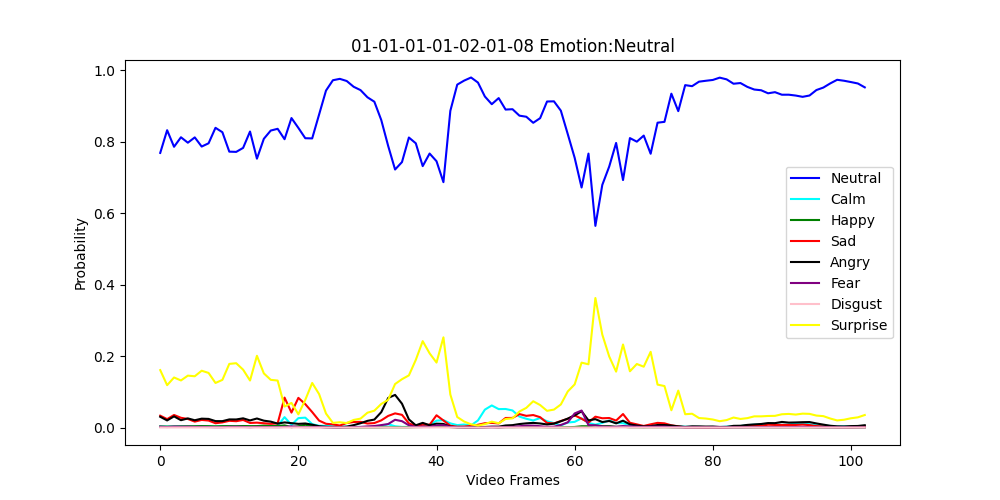 01-01-01-01-02-01-08 Emotion:Neutral
1.0
0.8
0.6
0.4
0.2
0.0
Probability
0
20
40
60
80
100
Video Frames
Neutral
Calm
Happy
Sad
Angry
Fear
Disgust
Surprise